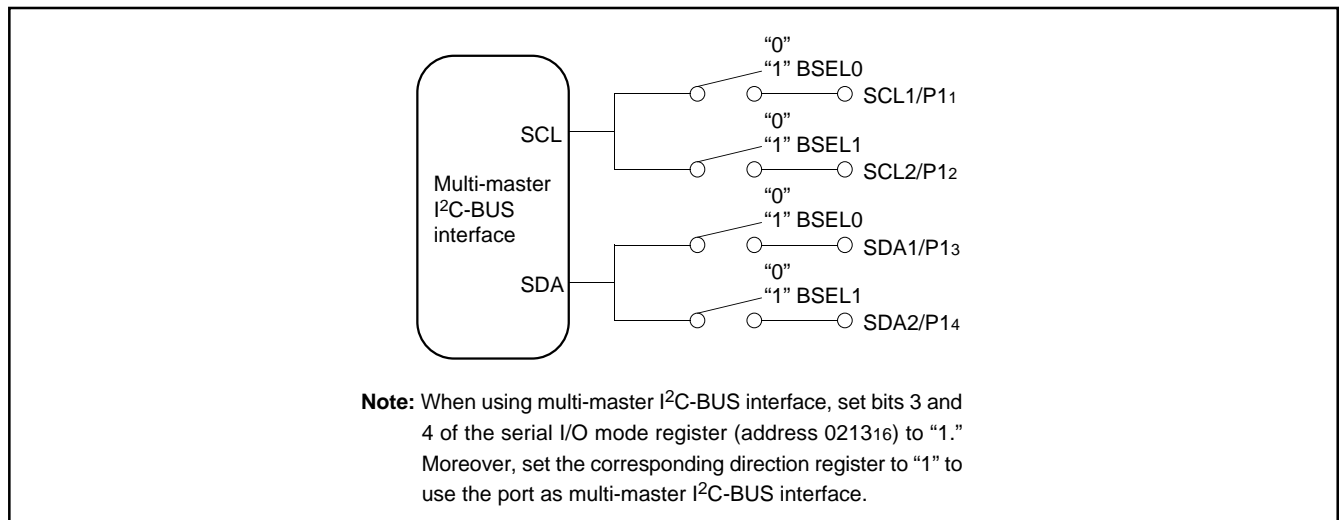 “0”
“1” BSEL0
SCL1/P11
“0”
SCL
“1” BSEL1
SCL2/P12
Multi-master
I2C-BUS
interface
“0”
“1” BSEL0
SDA1/P13
“0”
SDA
“1” BSEL1
SDA2/P14
Note: When using multi-master I2C-BUS interface, set bits 3 and
4 of the serial I/O mode register (address 021316) to “1.”
Moreover, set the corresponding direction register to “1” to
use the port as multi-master I2C-BUS interface.